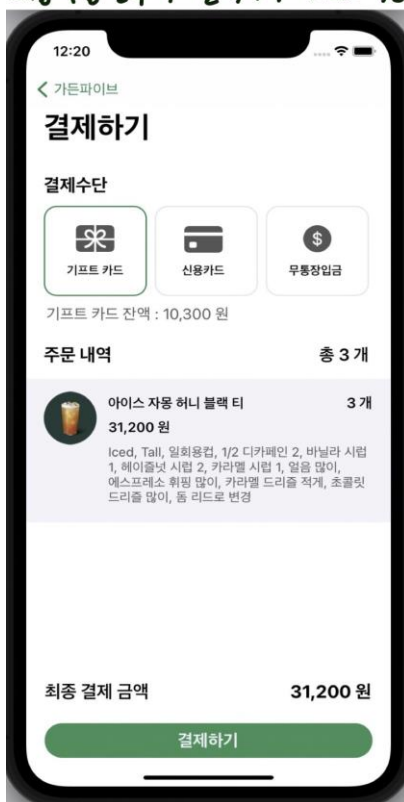 12:20
가든파이브
결제하기
결제수단
기프트 카드
신용카드
무통장입금
기프트 카드 잔액 : 10,300 원
주문 내역
총 3 개
아이스 자몽 허니 블랙 티
3 개
31,200 원
Iced, Tall, 일회용컵, 1/2 디카페인 2, 바닐라 시럽
1, 헤이즐넛 시럽 2, 카라멜 시럽 1, 얼음 많이,
에스프레소 휘핑 많이, 카라멜 드리즐 적게, 초콜릿
드리즐 많이, 돔 리드로 변경
최종 결제 금액
31,200 원
결제하기